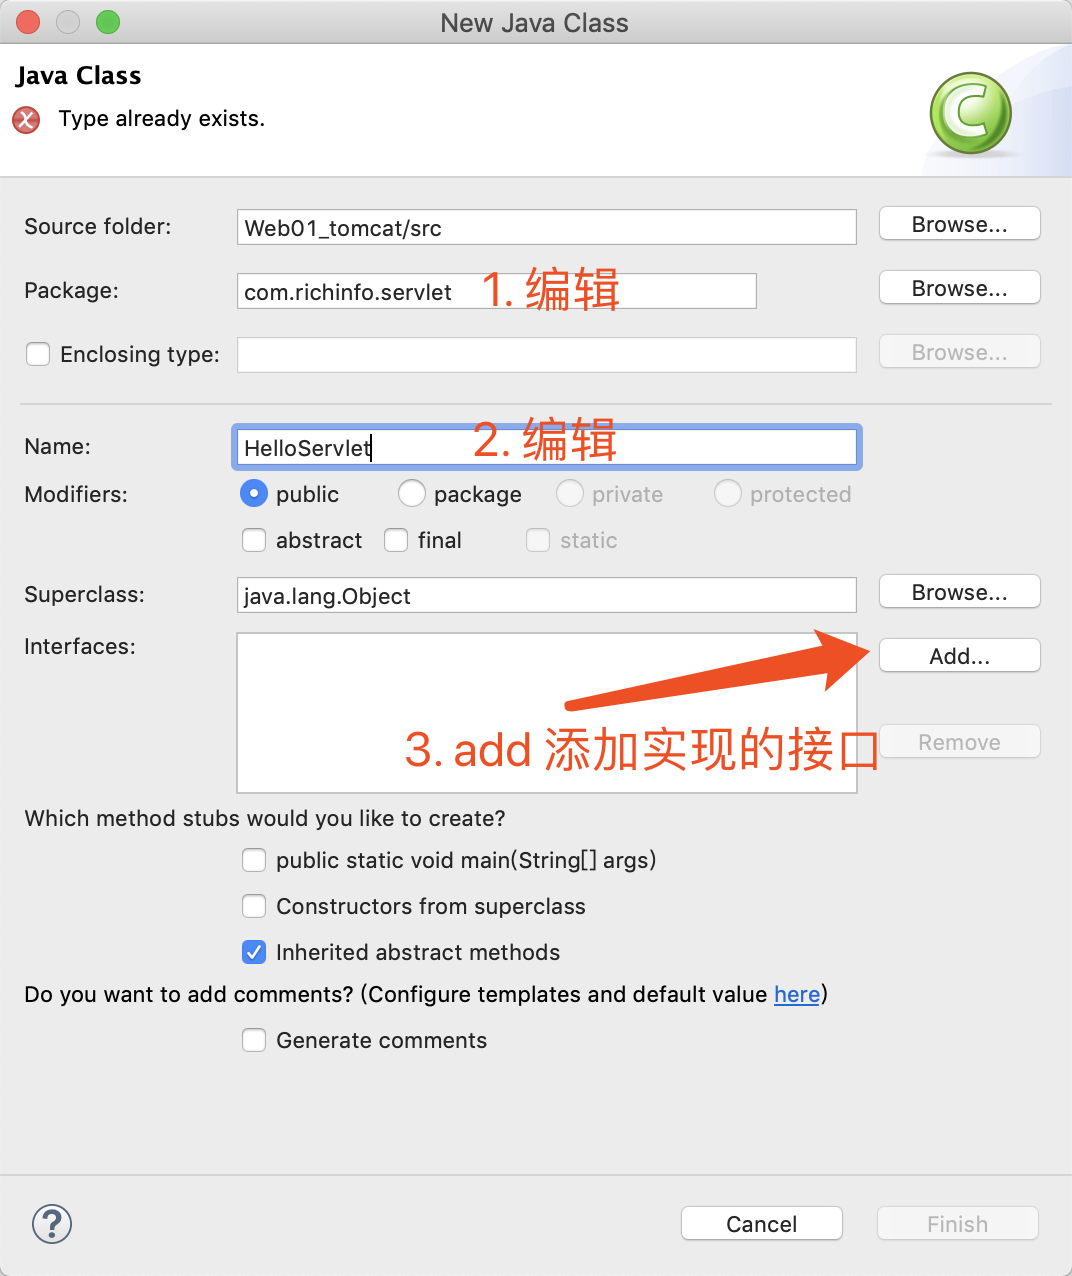 New Java Class
Java Class
Type already exists.
Source folder: Web01_tomcat/src Browse...
Package: com.richinfo.servlet 1. 编辑 Browse...
Enclosing type: Browse...
Name: HelloServlet 2. 编辑
Modifiers: public package private protected
abstract final static
Superclass: java.lang.Object Browse...
Interfaces: Add...
3. add 添加实现的接口 Remove
Which method stubs would you like to create?
public static void main(String[] args)
Constructors from superclass
Inherited abstract methods
Do you want to add comments? (Configure templates and default value here)
Generate comments
? Cancel Finish